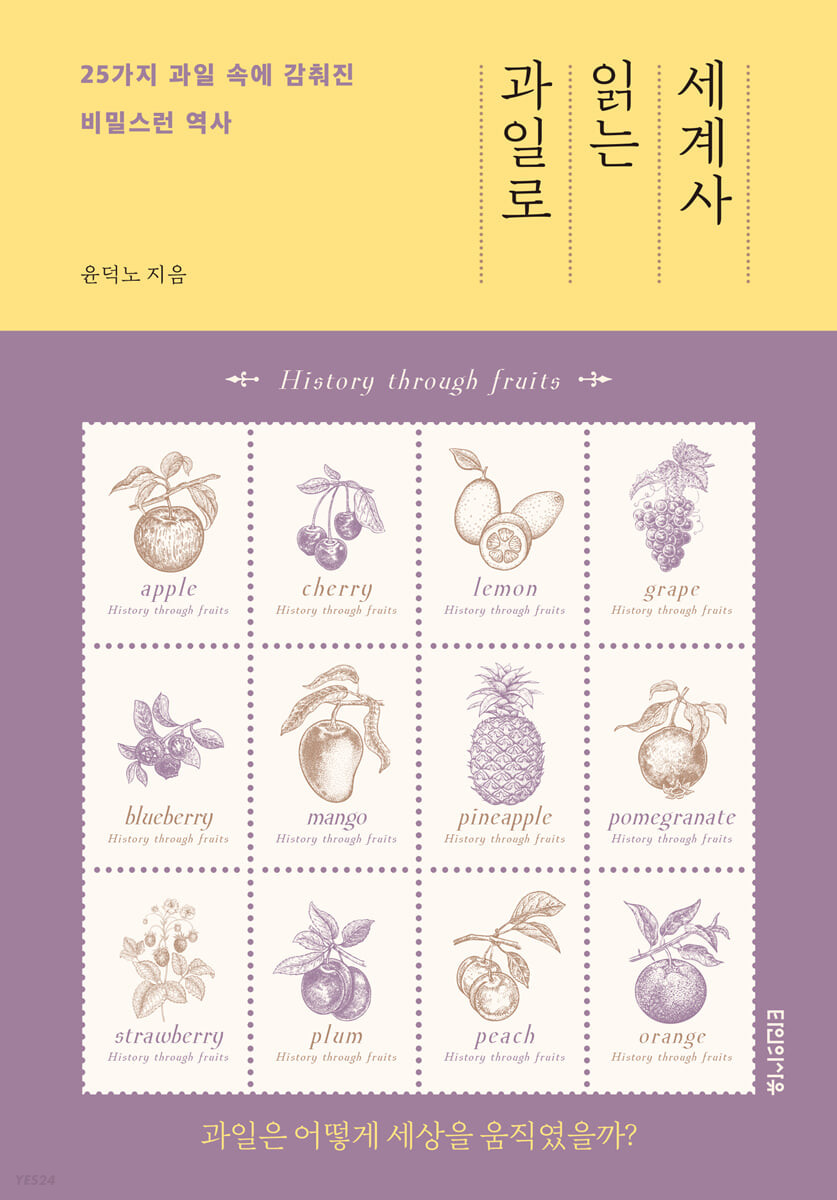 25가지 과일 속에 감춰진
비밀스런 역사
과일로
읽는
세계사
윤덕노 지음
History through fruits
apple
History through fruits
cherry
History through fruits
lemon
History through fruits
grape
History through fruits
blueberry
History through fruits
mango
History through fruits
pineapple
History through fruits
pomegranate
History through fruits
strawberry
History through fruits
plum
History through fruits
peach
History through fruits
orange
History through fruits
타인의사유
과일은 어떻게 세상을 움직였을까?
YES24